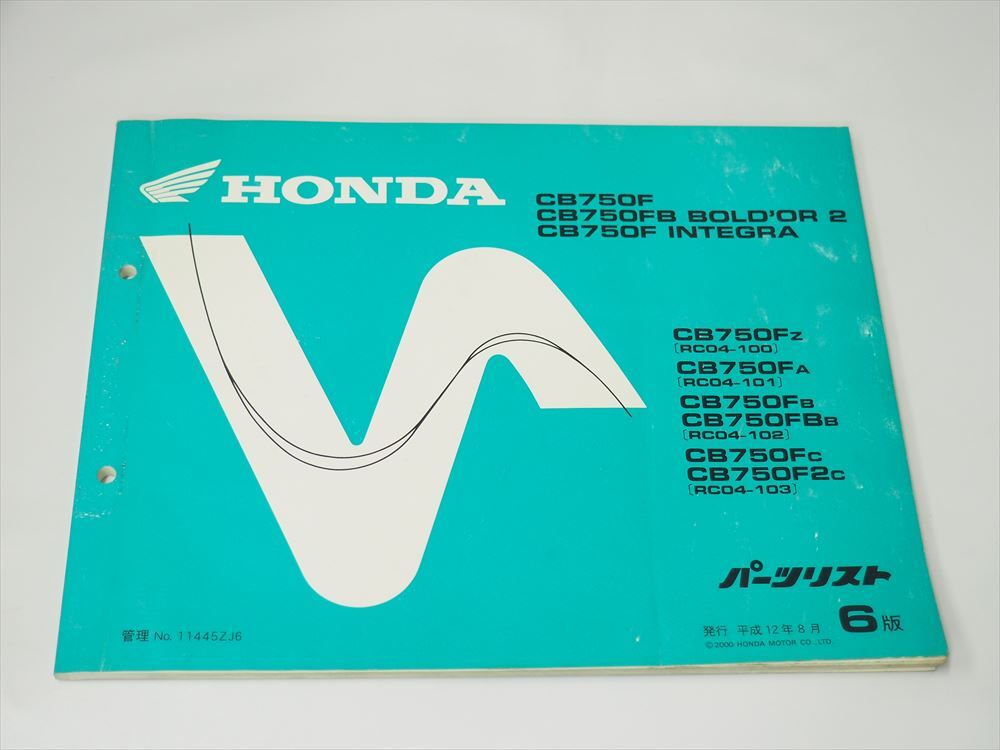 HONDA
CB750F
CB750FB BOLD'OR 2
CB750F INTEGRA
CB750Fz
〔RC04-100〕
CB750FA
〔RC04-101〕
CB750FB
CB750FBB
〔RC04-102〕
CB750Fc
CB750F2c
〔RC04-103〕
パーツリスト
管理 No. 11445ZJ6
発行 平成12年8月 6版
©2000 HONDA MOTOR CO., LTD.